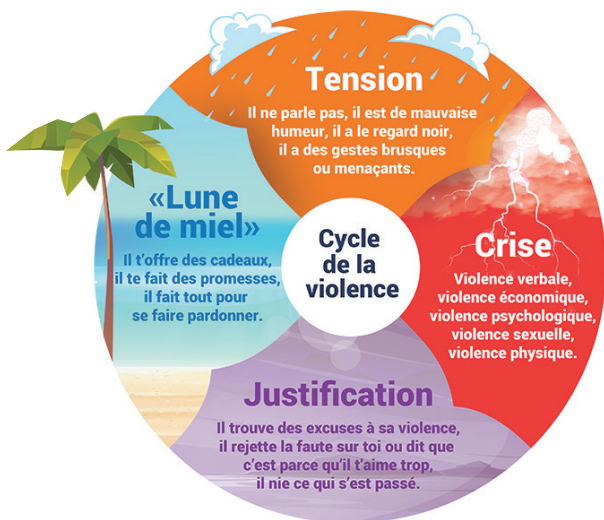 Tension
Il ne parle pas, il est de mauvaise
humeur, il a le regard noir,
il a des gestes brusques
ou menaçants.
Crise
Violence verbale,
violence économique,
violence psychologique,
violence sexuelle,
violence physique.
Justification
Il trouve des excuses à sa violence,
il rejette la faute sur toi ou dit que
c'est parce qu'il t'aime trop,
il nie ce qui s'est passé.
«Lune
de miel»
Il t'offre des cadeaux,
il te fait des promesses,
il fait tout pour
se faire pardonner.
Cycle
de la
violence